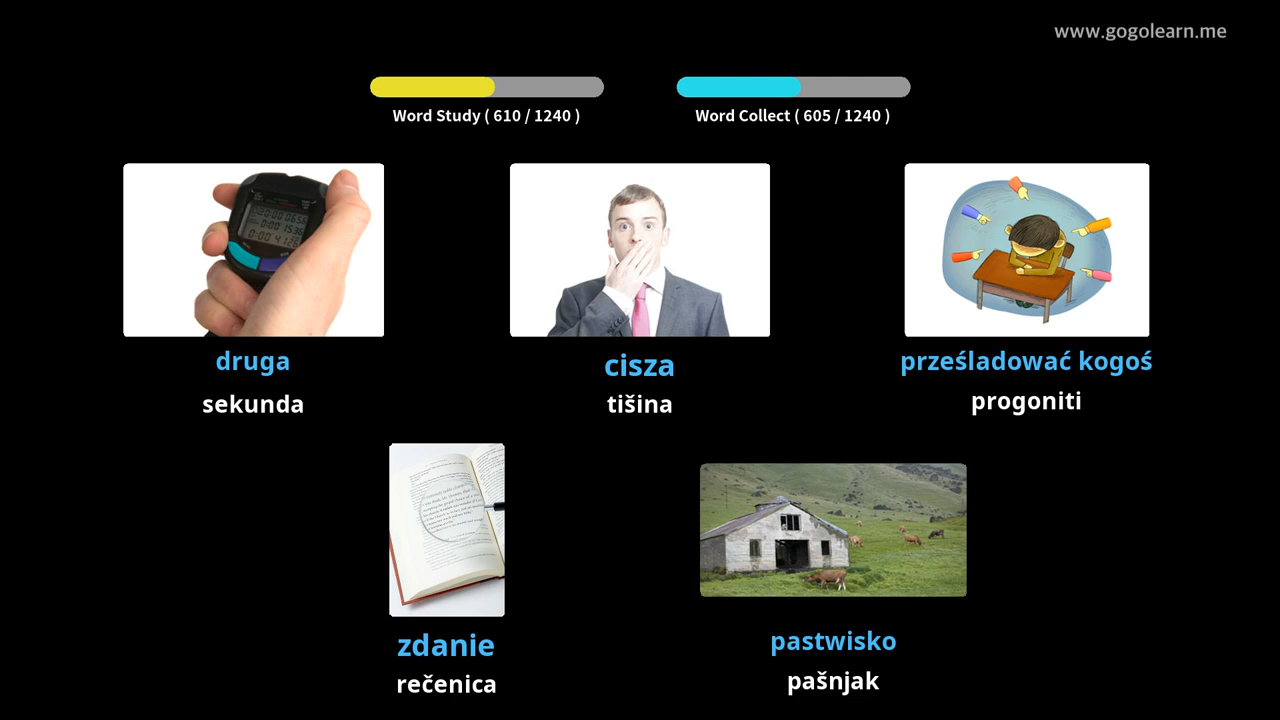 www.gogolearn.me
Word Study ( 610 / 1240 )
Word Collect ( 605 / 1240 )
druga
sekunda
cisza
tišina
prześladować kogoś
progoniti
zdanie
rečenica
pastwisko
pašnjak